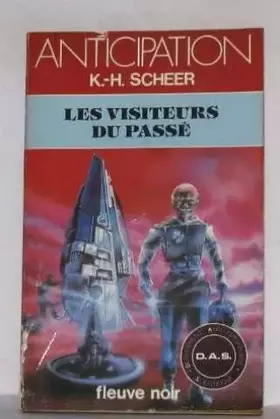 ANTICIPATION
K.-H. SCHEER
LES VISITEURS
DU PASSÉ
D.A.S.
fleuve noir